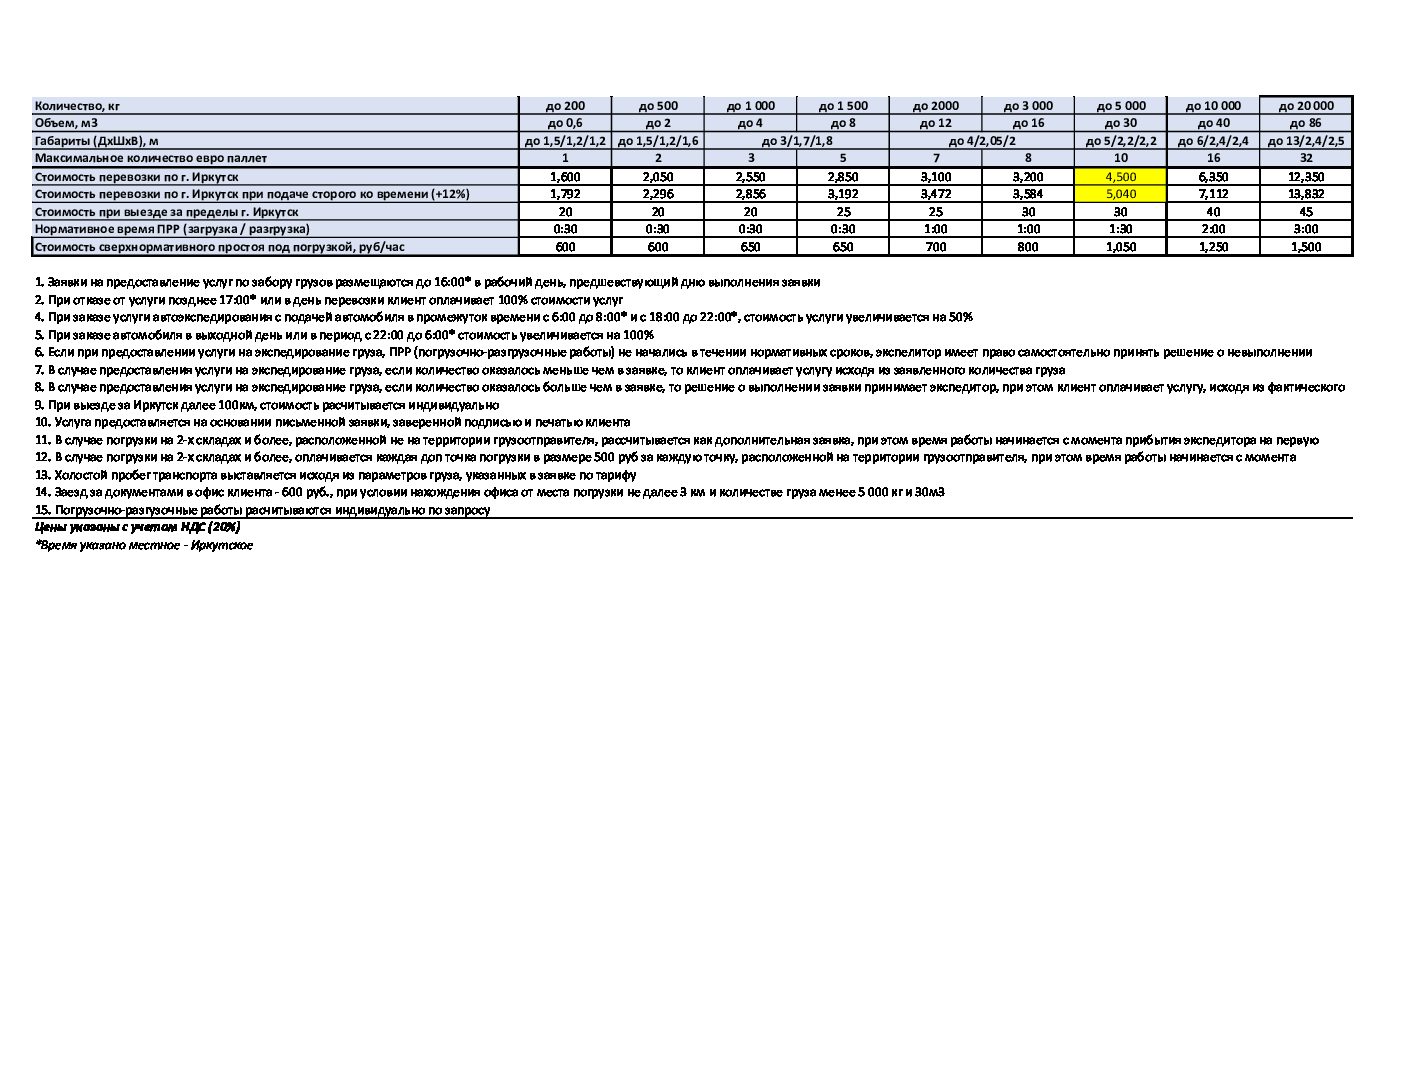 Количество, кг до 200 до 500 до 1 000 до 1 500 до 2000 до 3 000 до 5 000 до 10 000 до 20 000
Объем, м3 до 0,6 до 2 до 4 до 8 до 12 до 16 до 30 до 40 до 86
Габариты (ДхШхВ), м до 1,5/1,2/1,2 до 1,5/1,2/1,6 до 3/1,7/1,8 до 4/2,05/2 до 5/2,2/2,2 до 6/2,4/2,4 до 13/2,4/2,5
Максимальное количество евро паллет 1 2 3 5 7 8 10 16 32
Стоимость перевозки по г. Иркутск 1,600 2,050 2,550 2,850 3,100 3,200 4,500 6,350 12,350
Стоимость перевозки по г. Иркутск при подаче сторого ко времени (+12%) 1,792 2,296 2,856 3,192 3,472 3,584 5,040 7,112 13,832
Стоимость при выезде за пределы г. Иркутск 20 20 20 25 25 30 30 40 45
Нормативное время ПРР (загрузка / разгрузка) 0:30 0:30 0:30 0:30 1:00 1:00 1:30 2:00 3:00
Стоимость сверхнормативного простоя под погрузкой, руб/час 600 600 650 650 700 800 1,050 1,250 1,500
1. Заявки на предоставление услуг по забору грузов размещаются до 16:00* в рабочий день, предшевствующий дню выполнения заявки
2. При отказе от услуги позднее 17:00* или в день перевозки клиент оплачивает 100% стоимости услуг
4. При заказе услуги автоэкспедирования с подачей автомобиля в промежуток времени с 6:00 до 8:00* и с 18:00 до 22:00*, стоимость услуги увеличивается на 50%
5. При заказе автомобиля в выходной день или в период с 22:00 до 6:00* стоимость увеличивается на 100%
6. Если при предоставлении услуги на экспедирование груза, ПРР (погрузочно-разгрузочные работы) не начались в течении нормативных сроков, экспелитор имеет право самостоятельно принять решение о невыполнении
7. В случае предоставления услуги на экспедирование груза, если количество оказалось меньше чем в заявке, то клиент оплачивает услугу исходя из заявленного количества груза
8. В случае предоставления услуги на экспедирование груза, если количество оказалось больше чем в заявке, то решение о выполнении заявки принимает экспедитор, при этом клиент оплачивает услугу, исходя из фактического
9. При выезде за Иркутск далее 100км, стоимость расчитывается индивидуально
10. Услуга предоставляется на основании письменной заявки, заверенной подписью и печатью клиента
11. В случае погрузки на 2-х складах и более, расположенной не на территории грузоотправителя, рассчитывается как дополнительная заявка, при этом время работы начинается с момента прибытия экспедитора на первую
12. В случае погрузки на 2-х складах и более, оплачивается каждая доп точка погрузки в размере 500 руб за каждую точку, расположенной на территории грузоотправителя, при этом время работы начинается с момента
13. Холостой пробег транспорта выставляется исходя из параметров груза, указанных в заявке по тарифу
14. Заезд за документами в офис клиента - 600 руб., при условии нахождения офиса от места погрузки не далее 3 км и количестве груза менее 5 000 кг и 30м3
15. Погрузочно-разгузочные работы расчитываются индивидуально по запросу
Цены указаны с учетом НДС (20%)
*Время указано местное - Иркутское